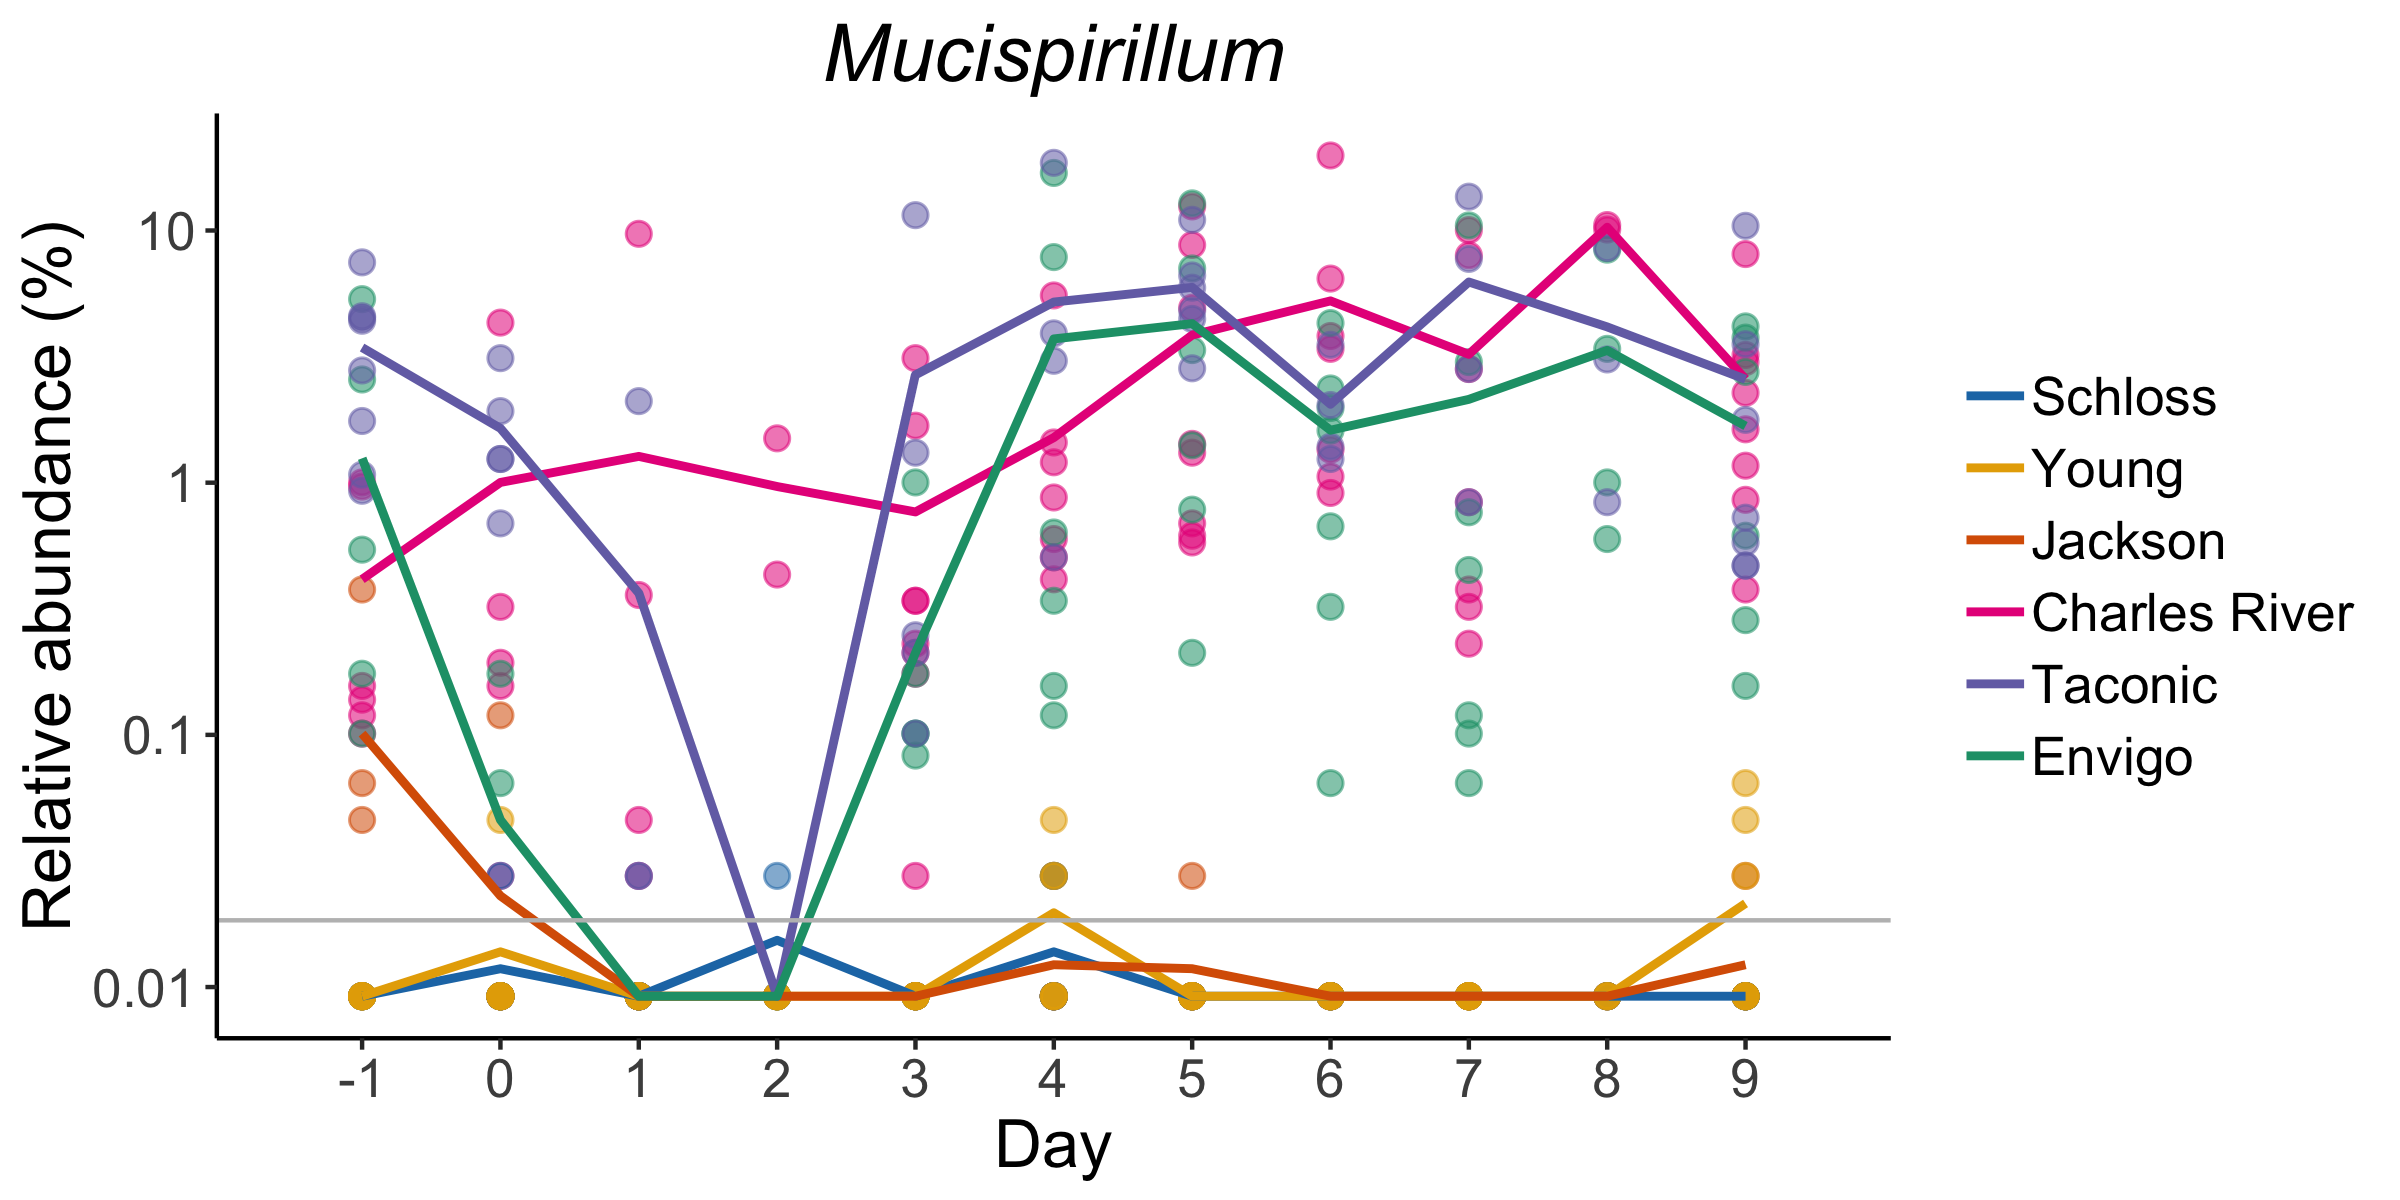 Mucispirillum
Relative abundance (%)
10
1
0.1
0.01
-1 0 1 2 3 4 5 6 7 8 9
Day
Schloss
Young
Jackson
Charles River
Taconic
Envigo